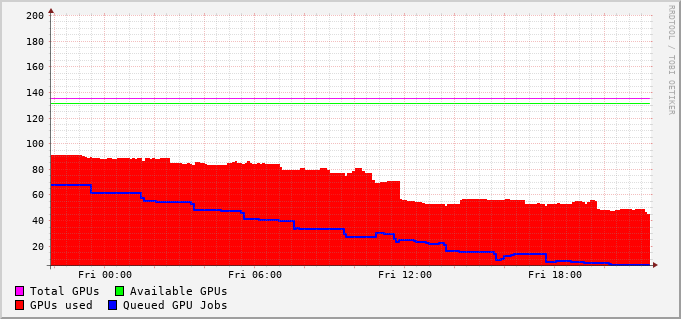 200
180
160
140
120
100
80
60
40
20
Fri 00:00 Fri 06:00 Fri 12:00 Fri 18:00
Total GPUs Available GPUs
GPUs used Queued GPU Jobs
RRDTOOL / TOBI OETIKER